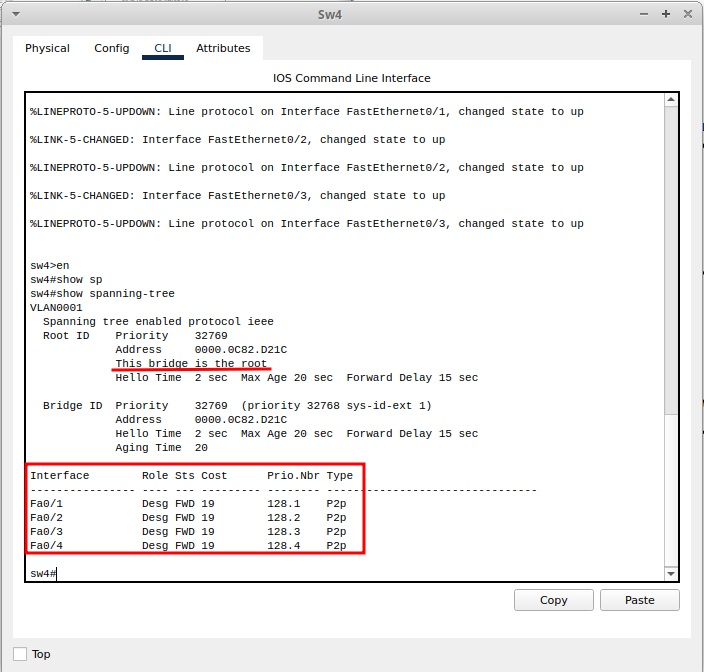 Sw4
Physical Config CLI Attributes
IOS Command Line Interface
%LINEPROTO-5-UPDOWN: Line protocol on Interface FastEthernet0/1, changed state to up
%LINK-5-CHANGED: Interface FastEthernet0/2, changed state to up
%LINEPROTO-5-UPDOWN: Line protocol on Interface FastEthernet0/2, changed state to up
%LINK-5-CHANGED: Interface FastEthernet0/3, changed state to up
%LINEPROTO-5-UPDOWN: Line protocol on Interface FastEthernet0/3, changed state to up
sw4>en
sw4#show sp
sw4#show spanning-tree
VLAN0001
  Spanning tree enabled protocol ieee
  Root ID    Priority    32769
             Address     0000.0C82.D21C
             This bridge is the root
             Hello Time  2 sec  Max Age 20 sec  Forward Delay 15 sec
  Bridge ID  Priority    32769  (priority 32768 sys-id-ext 1)
             Address     0000.0C82.D21C
             Hello Time  2 sec  Max Age 20 sec  Forward Delay 15 sec
             Aging Time  20
Interface        Role Sts Cost      Prio.Nbr Type
---------------- ---- --- --------- -------- --------------------------------
Fa0/1            Desg FWD 19        128.1    P2p
Fa0/2            Desg FWD 19        128.2    P2p
Fa0/3            Desg FWD 19        128.3    P2p
Fa0/4            Desg FWD 19        128.4    P2p
sw4#
Copy Paste
Top